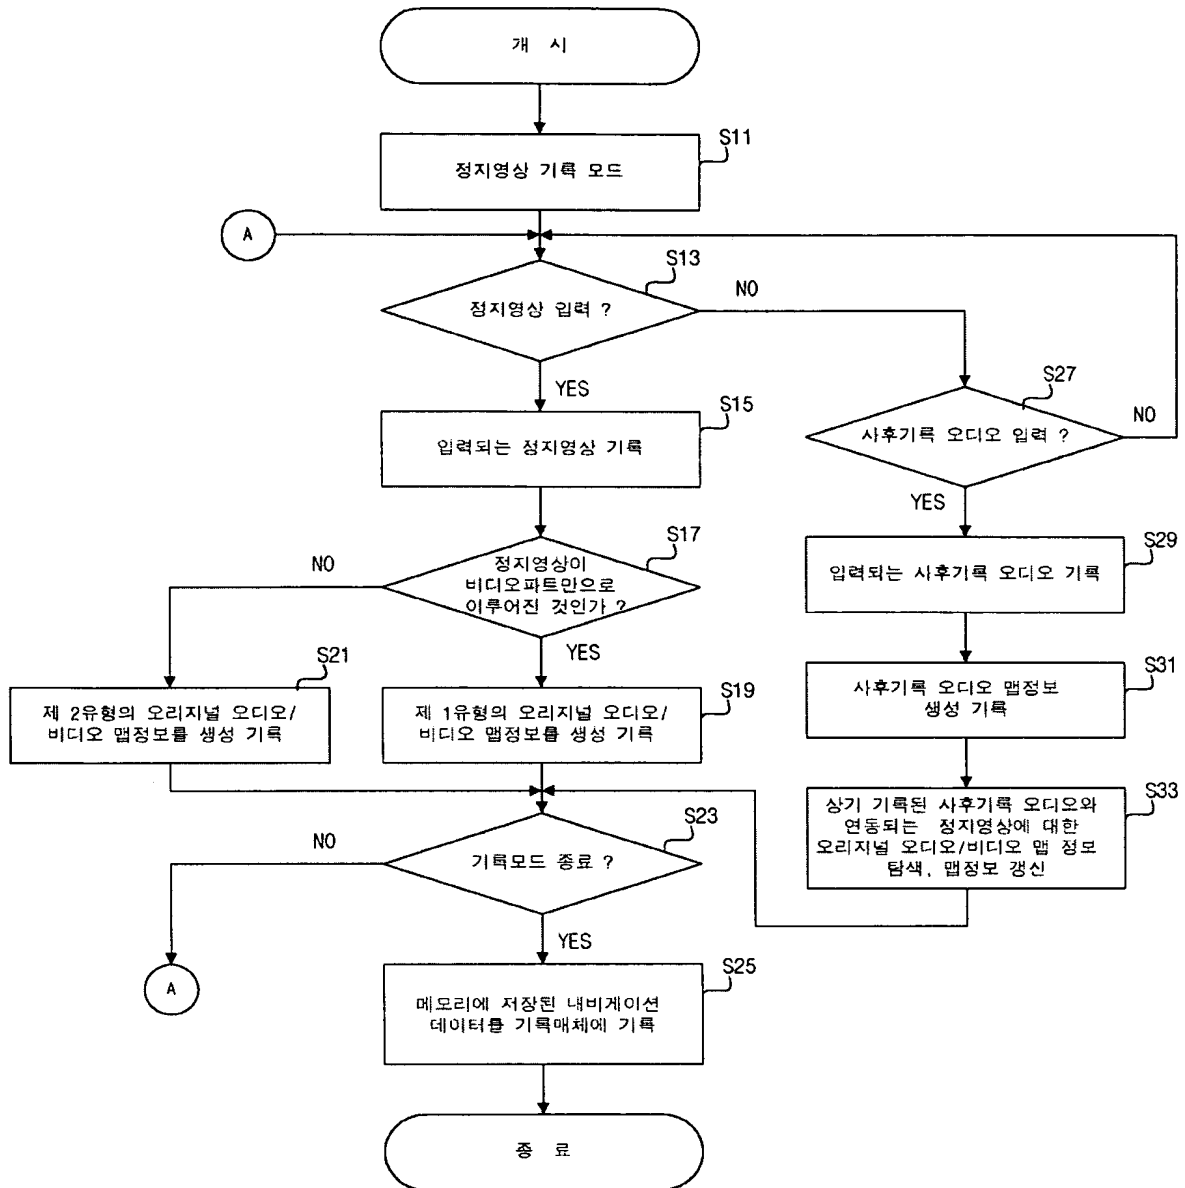 개 시
S11
정지영상 기록 모드
A
S13
정지영상 입력 ?
NO
YES
S27
사후기록 오디오 입력 ?
NO
YES
S15
입력되는 정지영상 기록
S17
정지영상이
비디오파트만으로
이루어진 것인가 ?
NO
YES
S29
입력되는 사후기록 오디오 기록
S21
제 2유형의 오리지널 오디오/
비디오 맵정보를 생성 기록
S19
제 1유형의 오리지널 오디오/
비디오 맵정보를 생성 기록
S31
사후기록 오디오 맵정보
생성 기록
S33
상기 기록된 사후기록 오디오와
연동되는 정지영상에 대한
오리지널 오디오/비디오 맵 정보
탐색, 맵정보 갱신
S23
기록모드 종료 ?
NO
YES
A
S25
메모리에 저장된 내비게이션
데이터를 기록매체에 기록
종 료